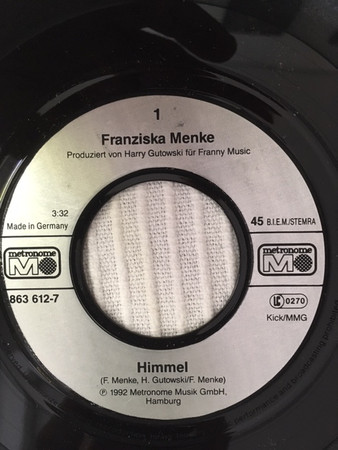 1
Franziska Menke
Produziert von Harry Gutowski für Franny Music
3:32
Made in Germany
45 B.I.E.M./STEMRA
metronome
M
metronome
M
863 612-7
LC 0270
Kick/MMG
Himmel
(F. Menke, H. Gutowski/F. Menke)
℗ 1992 Metronome Musik GmbH,
Hamburg